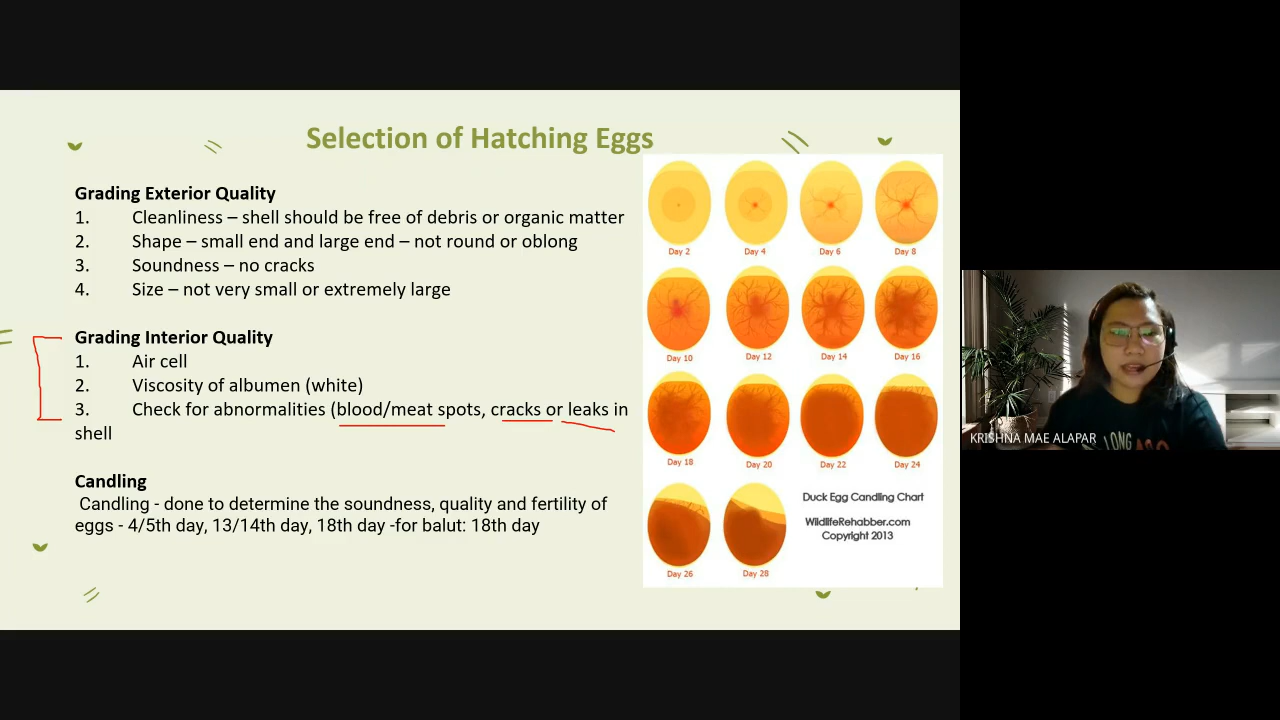 Selection of Hatching Eggs
Grading Exterior Quality
1. Cleanliness – shell should be free of debris or organic matter
2. Shape – small end and large end – not round or oblong
3. Soundness – no cracks
4. Size – not very small or extremely large
Grading Interior Quality
1. Air cell
2. Viscosity of albumen (white)
3. Check for abnormalities (blood/meat spots, cracks or leaks in
shell
Candling
Candling - done to determine the soundness, quality and fertility of
eggs - 4/5th day, 13/14th day, 18th day -for balut: 18th day
Day 2 Day 4 Day 6 Day 8
Day 10 Day 12 Day 14 Day 16
Day 18 Day 20 Day 22 Day 24
Duck Egg Candling Chart
WildlifeRehabber.com
Copyright 2013
Day 26 Day 28
KRISHNA MAE ALAPAR
LONG